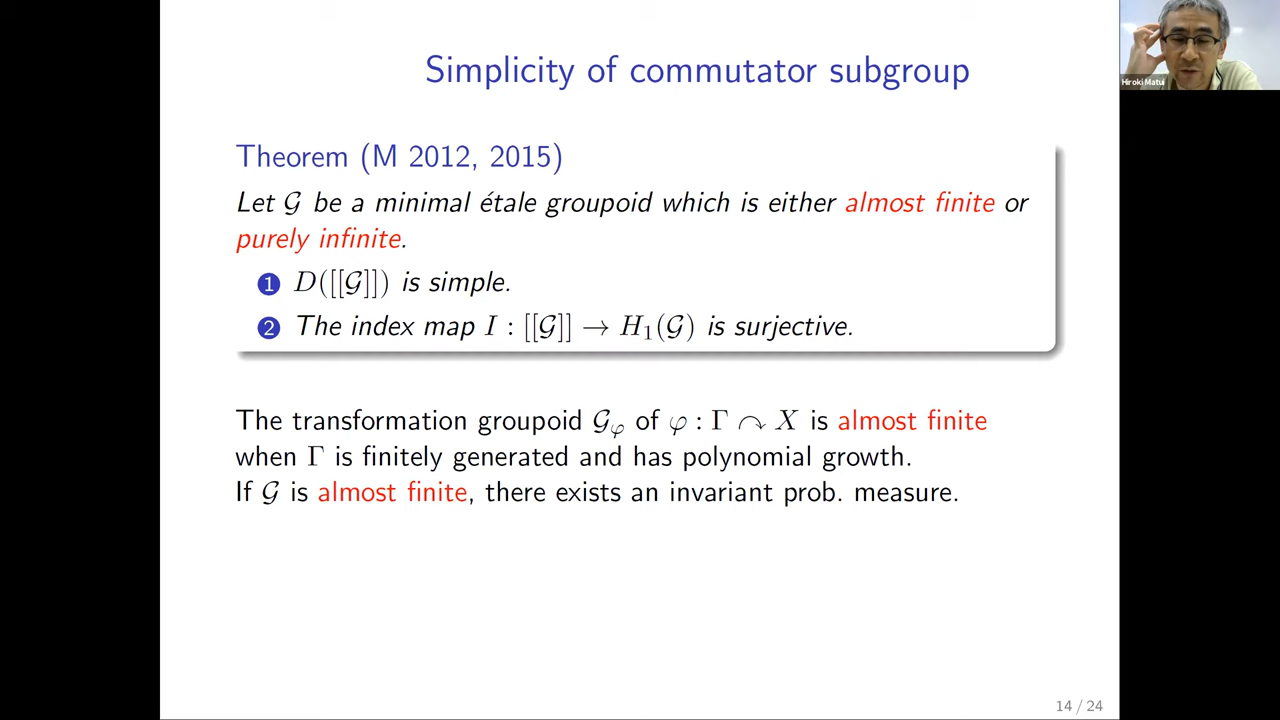 Simplicity of commutator subgroup
Hiroki Matui
Theorem (M 2012, 2015)
Let 𝒢 be a minimal étale groupoid which is either almost finite or
purely infinite.
1 D([[𝒢]]) is simple.
2 The index map I : [[𝒢]] → H₁(𝒢) is surjective.
The transformation groupoid 𝒢_φ of φ : Γ ↷ X is almost finite
when Γ is finitely generated and has polynomial growth.
If 𝒢 is almost finite, there exists an invariant prob. measure.
14 / 24